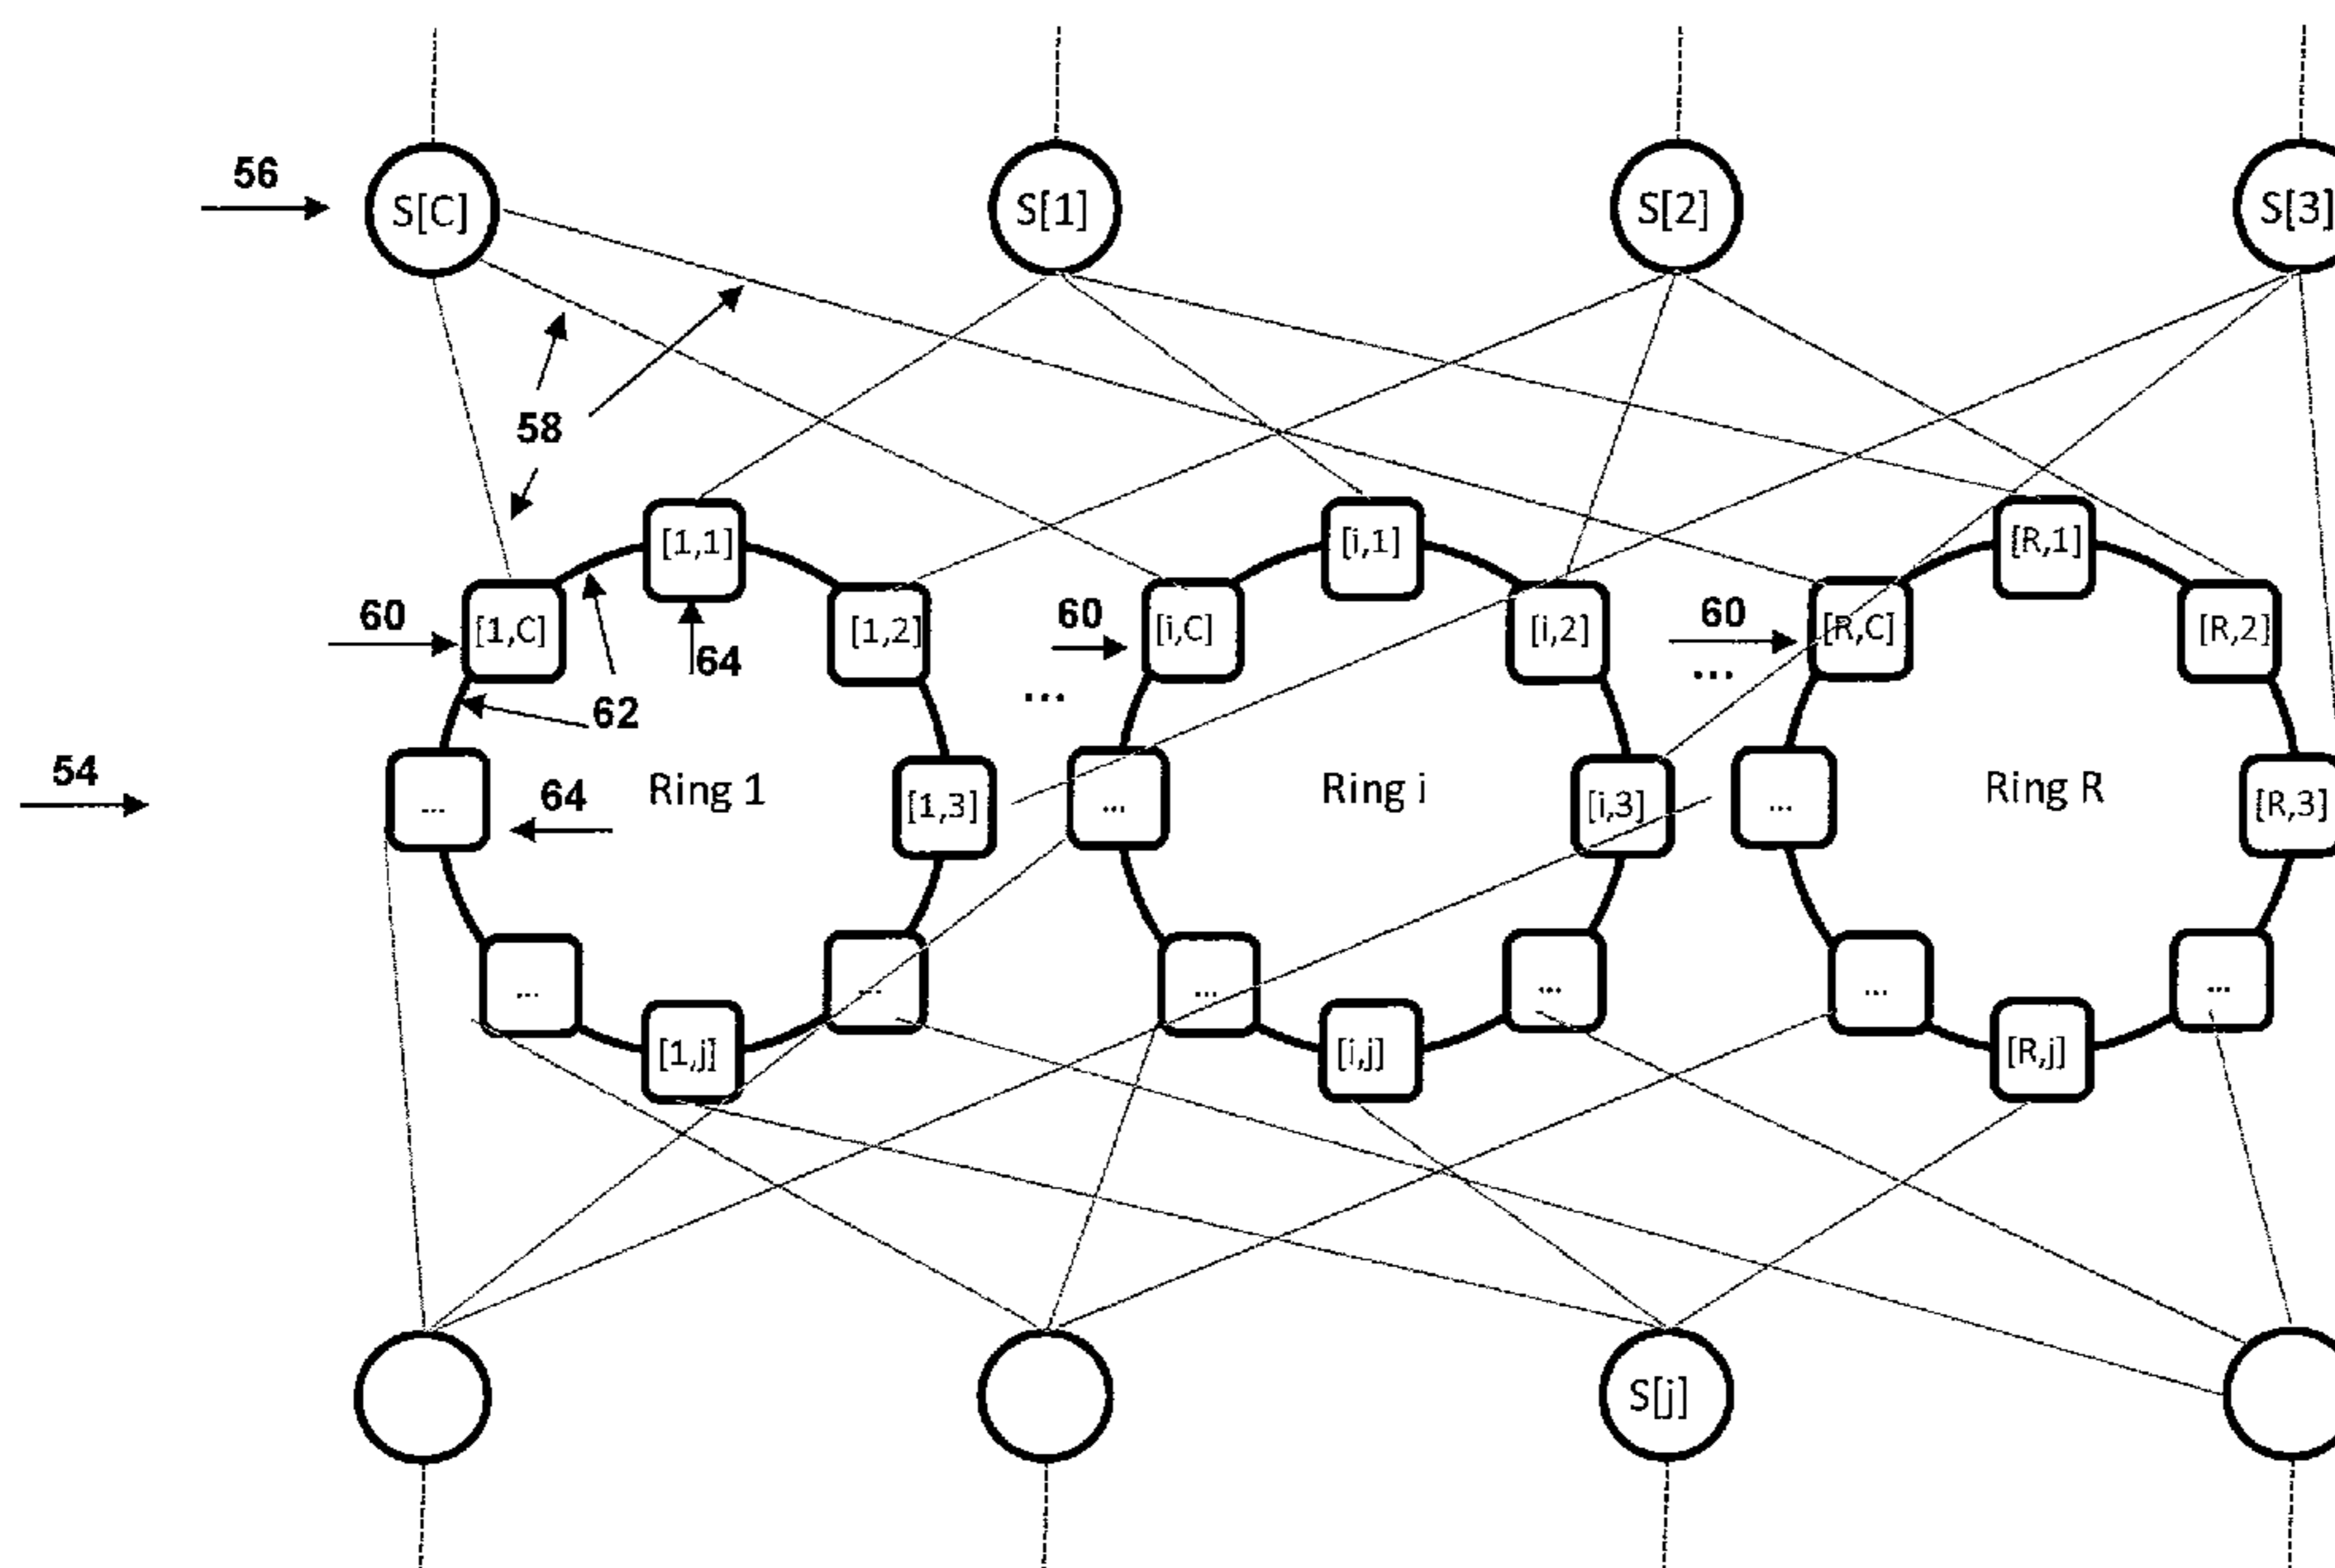 56
S[C]
S[1]
S[2]
S[3]
58
[1,1]
[i,1]
[R,1]
60
[1,C]
64
[1,2]
60
[i,C]
[i,2]
60
[R,C]
[R,2]
...
...
62
54
...
64
Ring 1
[1,3]
...
Ring i
[i,3]
...
Ring R
[R,3]
...
...
...
...
...
...
[1,j]
[i,j]
[R,j]
S[j]